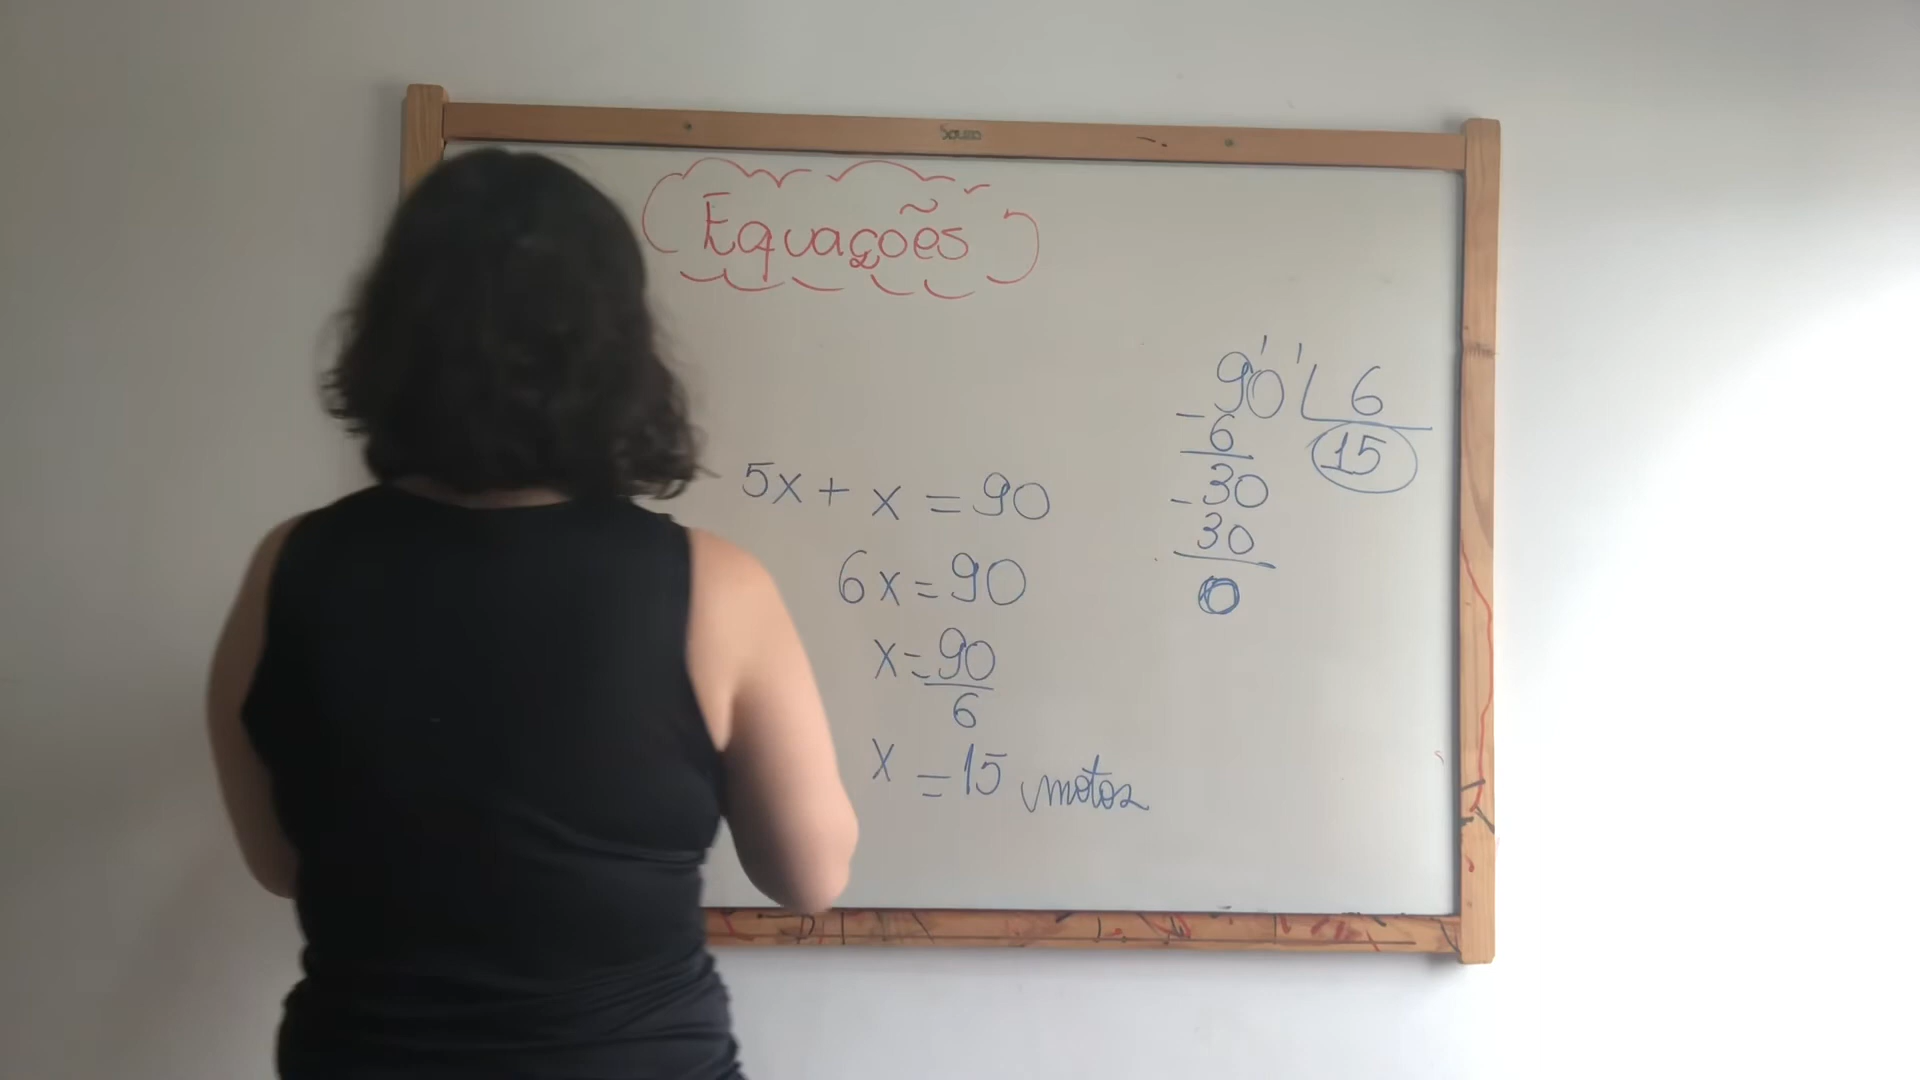 Equações
5x + x = 90
6x = 90
x = 90
6
x = 15 motos
90 6
- 6 15
30
- 30
0